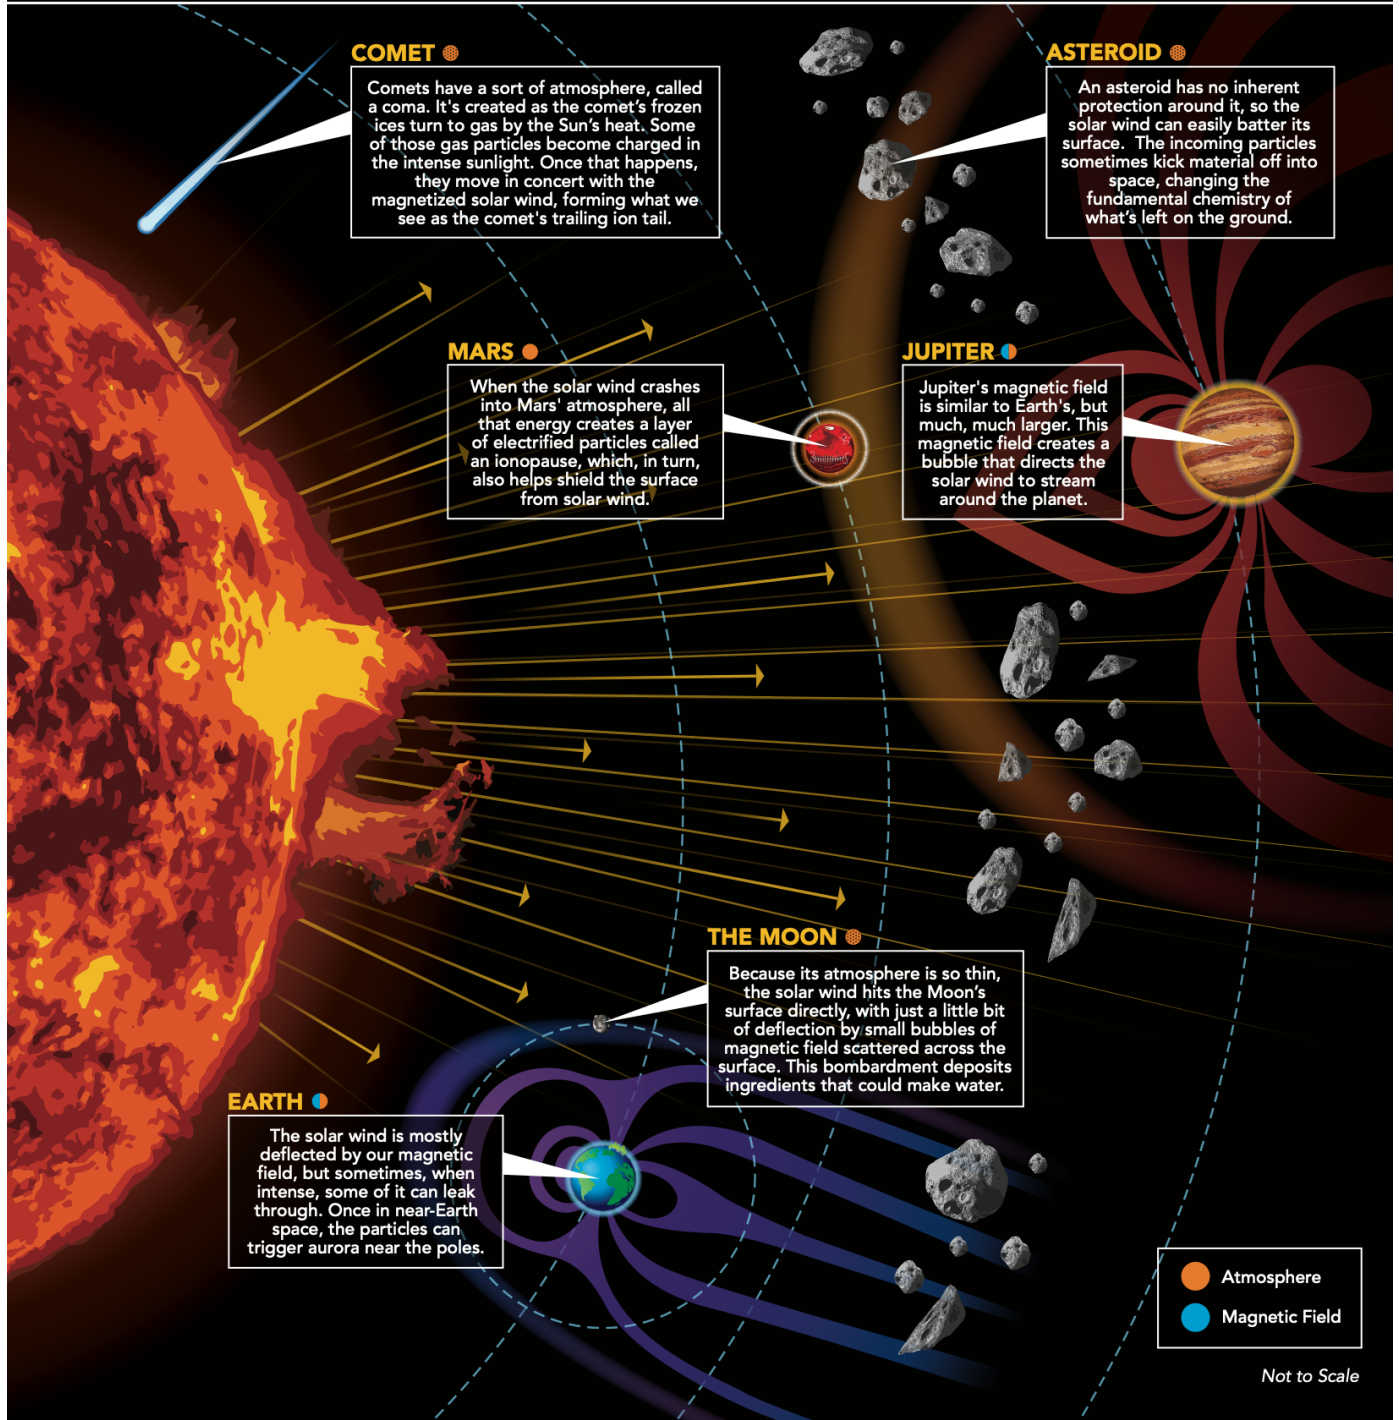 COMET
Comets have a sort of atmosphere, called
a coma. It's created as the comet's frozen
ices turn to gas by the Sun's heat. Some
of those gas particles become charged in
the intense sunlight. Once that happens,
they move in concert with the
magnetized solar wind, forming what we
see as the comet's trailing ion tail.
ASTEROID
An asteroid has no inherent
protection around it, so the
solar wind can easily batter its
surface.  The incoming particles
sometimes kick material off into
space, changing the
fundamental chemistry of
what's left on the ground.
MARS
When the solar wind crashes
into Mars' atmosphere, all
that energy creates a layer
of electrified particles called
an ionopause, which, in turn,
also helps shield the surface
from solar wind.
JUPITER
Jupiter's magnetic field
is similar to Earth's, but
much, much larger. This
magnetic field creates a
bubble that directs the
solar wind to stream
around the planet.
THE MOON
Because its atmosphere is so thin,
the solar wind hits the Moon's
surface directly, with just a little bit
of deflection by small bubbles of
magnetic field scattered across the
surface. This bombardment deposits
ingredients that could make water.
EARTH
The solar wind is mostly
deflected by our magnetic
field, but sometimes, when
intense, some of it can leak
through. Once in near-Earth
space, the particles can
trigger aurora near the poles.
Atmosphere
Magnetic Field
Not to Scale